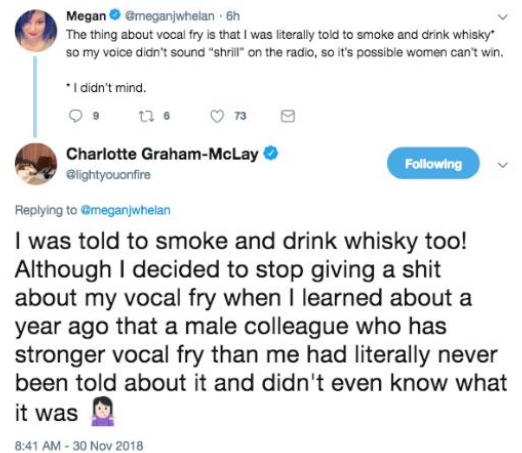 Megan @meganjwhelan · 6h
The thing about vocal fry is that I was literally told to smoke and drink whisky*
so my voice didn't sound "shrill" on the radio, so it's possible women can't win.
* I didn't mind.
9 6 73
Charlotte Graham-McLay
@lightyouonfire
Following
Replying to @meganjwhelan
I was told to smoke and drink whisky too!
Although I decided to stop giving a shit
about my vocal fry when I learned about a
year ago that a male colleague who has
stronger vocal fry than me had literally never
been told about it and didn't even know what
it was 🤷🏻‍♀️
8:41 AM - 30 Nov 2018